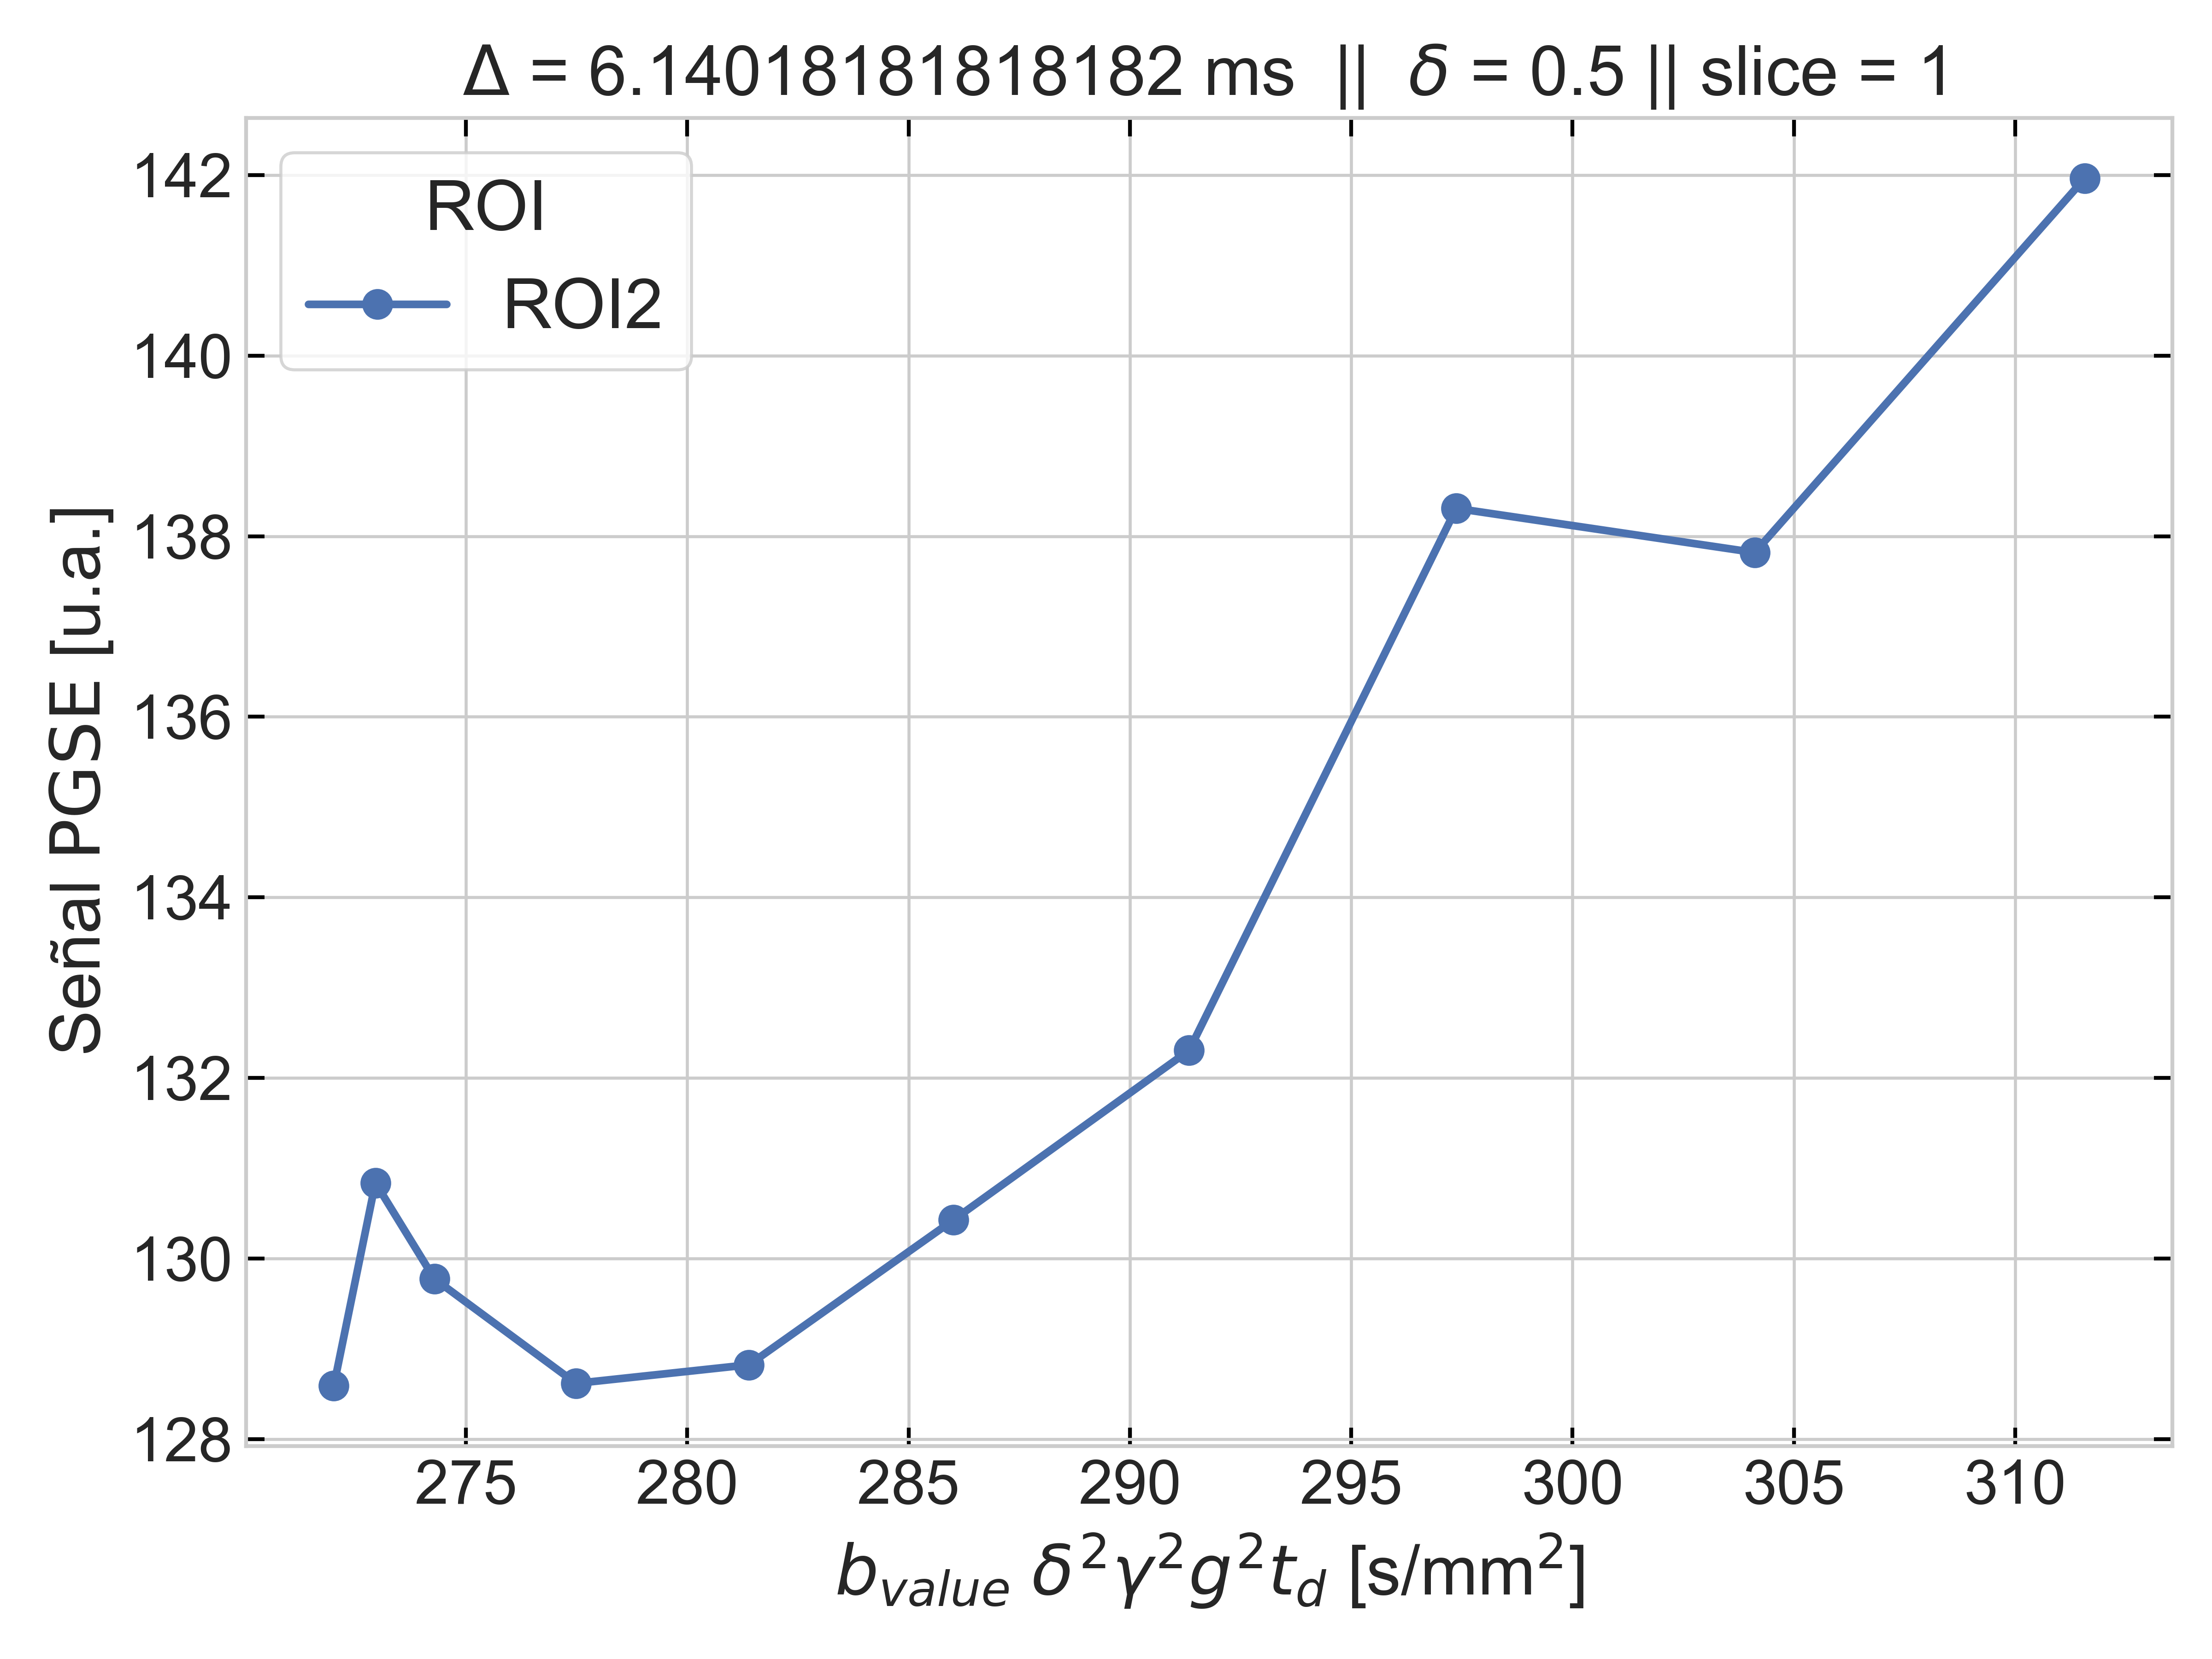 Δ = 6.140181818181818182 ms || δ = 0.5 || slice = 1
ROI
ROI2
Señal PGSE [u.a.]
142
140
138
136
134
132
130
128
275 280 285 290 295 300 305 310
b_value δ²γ²g²t_d [s/mm²]